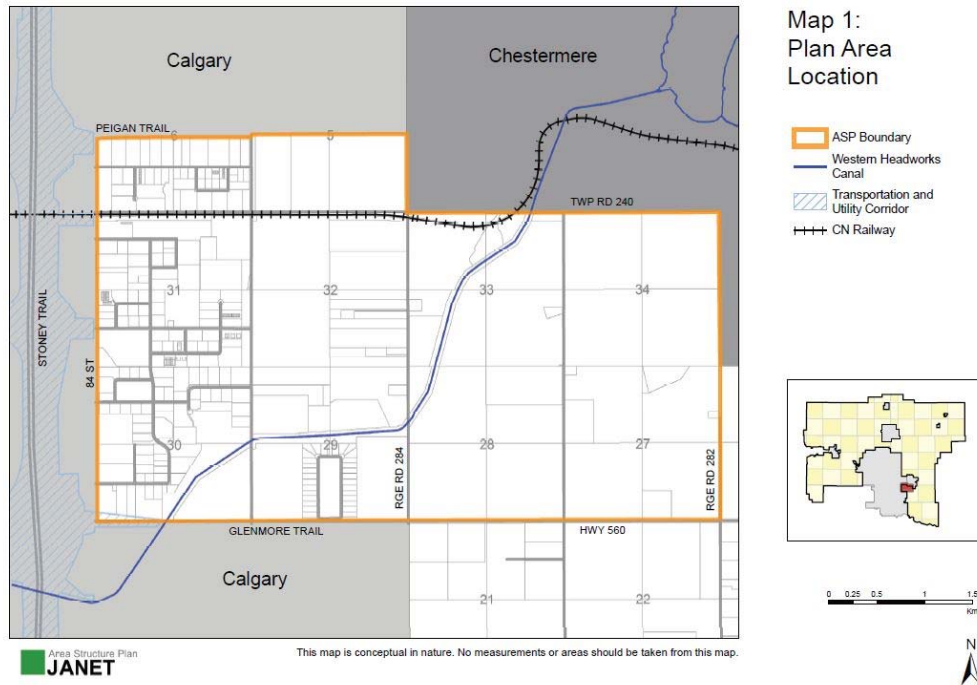 Calgary
Chestermere
PEIGAN TRAIL
6
5
TWP RD 240
31
32
33
34
STONEY TRAIL
84 ST
30
29
28
27
RGE RD 284
RGE RD 282
GLENMORE TRAIL
HWY 560
Calgary
21
22
Map 1:
Plan Area
Location
ASP Boundary
Western Headworks
Canal
Transportation and
Utility Corridor
CN Railway
0 0.25 0.5 1 1.5
Km
N
Area Structure Plan
JANET
This map is conceptual in nature. No measurements or areas should be taken from this map.